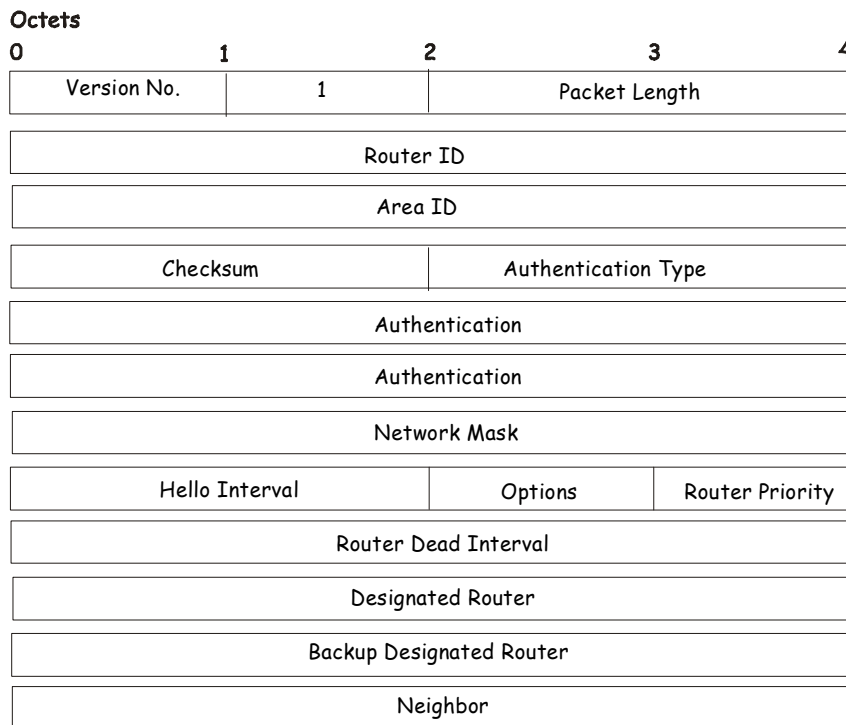 Octets
0 1 2 3 4
Version No. 1 Packet Length
Router ID
Area ID
Checksum Authentication Type
Authentication
Authentication
Network Mask
Hello Interval Options Router Priority
Router Dead Interval
Designated Router
Backup Designated Router
Neighbor